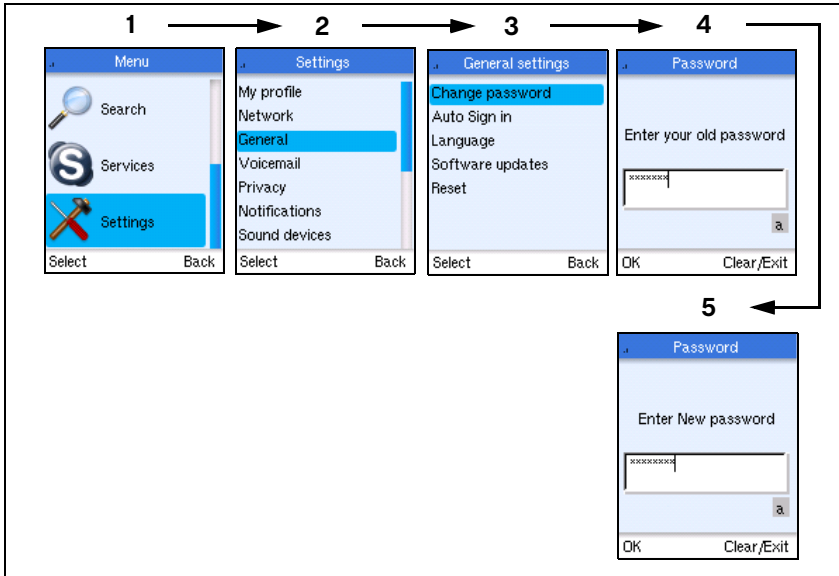 1
2
3
4
Menu
Search
Services
Settings
Select Back
Settings
My profile
Network
General
Voicemail
Privacy
Notifications
Sound devices
Select Back
General settings
Change password
Auto Sign in
Language
Software updates
Reset
Select Back
Password
Enter your old password
*******
a
OK Clear/Exit
5
Password
Enter New password
********
a
OK Clear/Exit